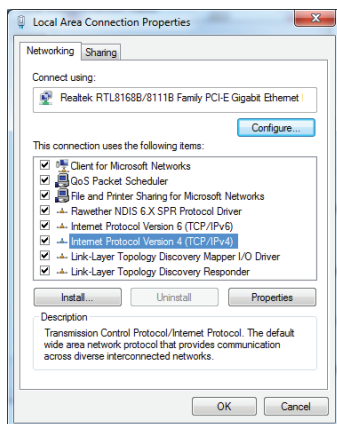 Local Area Connection Properties
Networking Sharing
Connect using:
Realtek RTL8168B/8111B Family PCI-E Gigabit Ethernet
Configure...
This connection uses the following items:
Client for Microsoft Networks
QoS Packet Scheduler
File and Printer Sharing for Microsoft Networks
Rawether NDIS 6.X SPR Protocol Driver
Internet Protocol Version 6 (TCP/IPv6)
Internet Protocol Version 4 (TCP/IPv4)
Link-Layer Topology Discovery Mapper I/O Driver
Link-Layer Topology Discovery Responder
Install... Uninstall Properties
Description
Transmission Control Protocol/Internet Protocol. The default
wide area network protocol that provides communication
across diverse interconnected networks.
OK Cancel